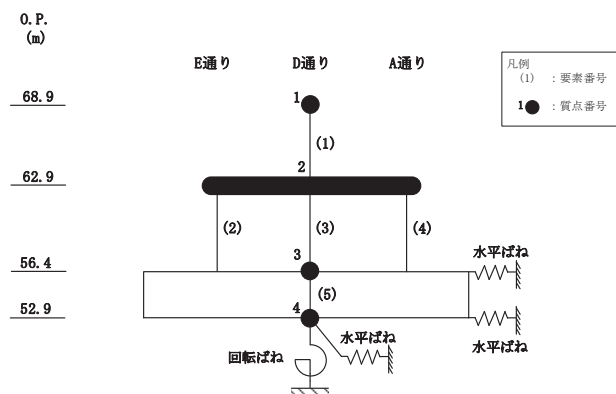 O.P.
(m)
E通り D通り A通り
凡例
(1) : 要素番号
1 : 質点番号
68.9
1
(1)
62.9
2
(2) (3) (4)
56.4
3
水平ばね
(5)
52.9
4
水平ばね
水平ばね
回転ばね